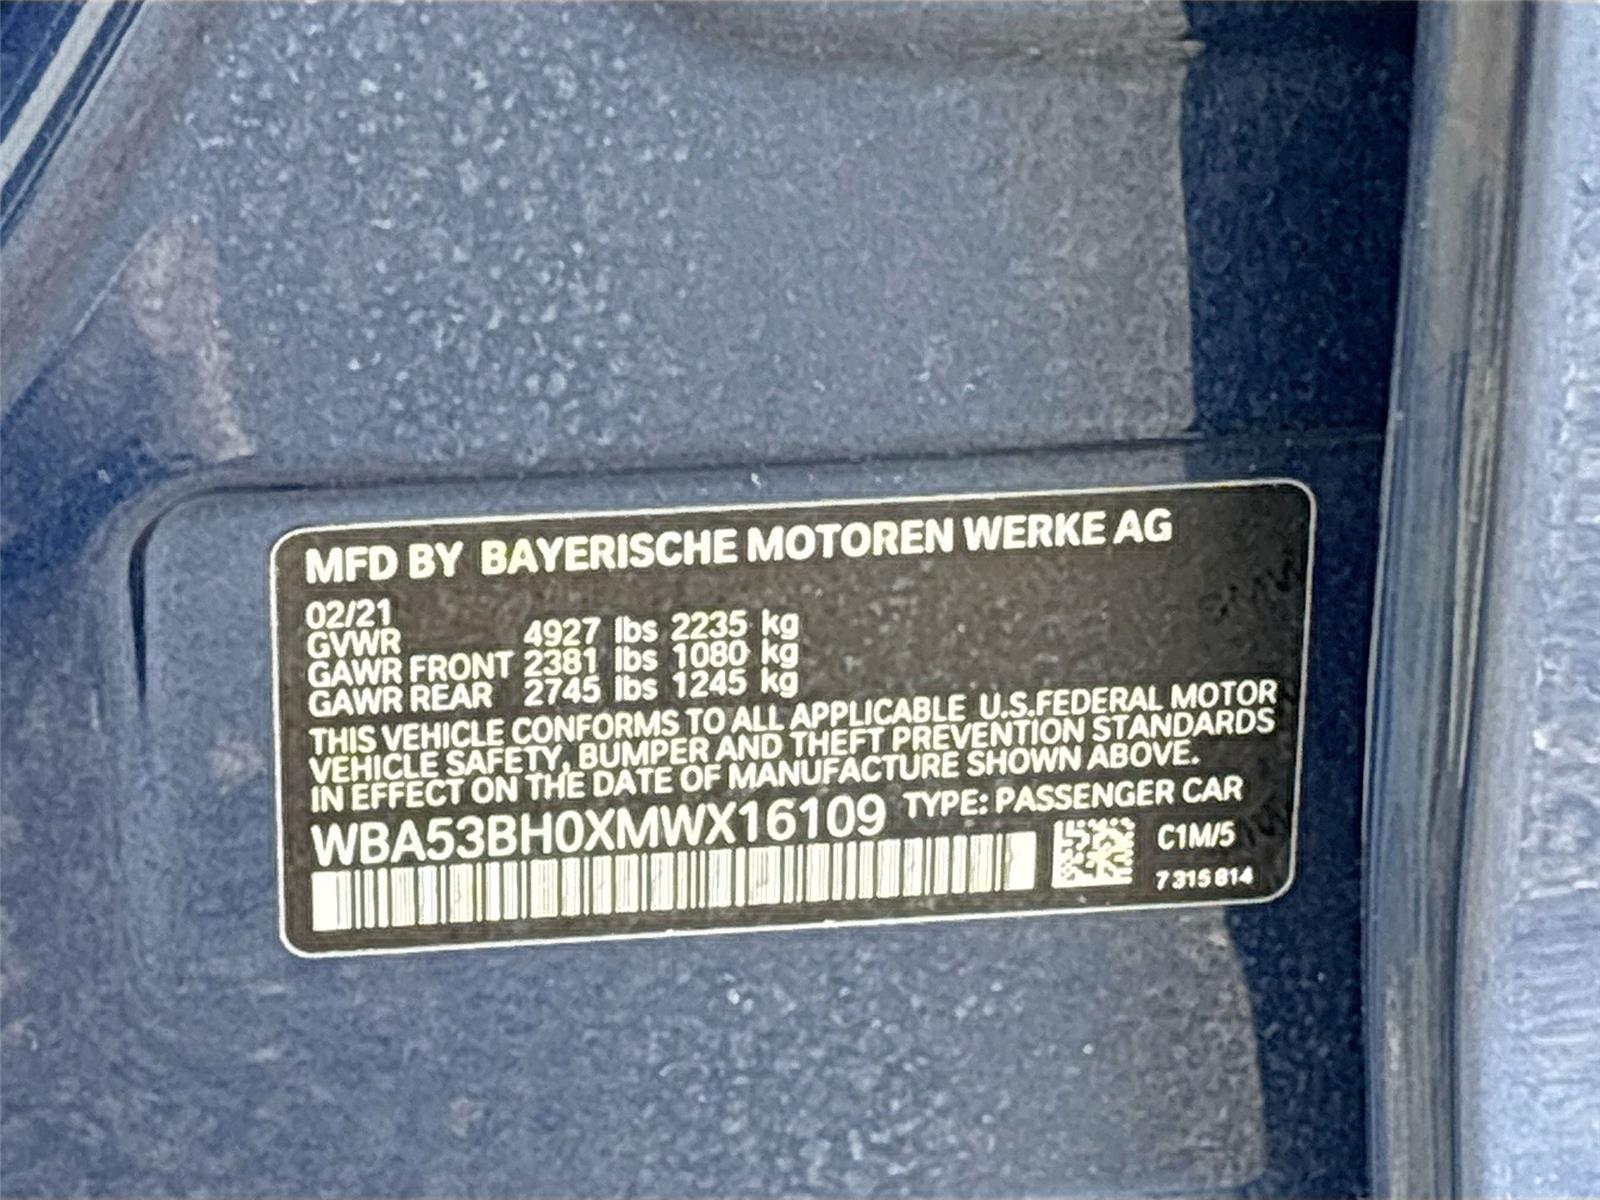 MFD BY BAYERISCHE MOTOREN WERKE AG
02/21
GVWR 4927 lbs 2235 kg
GAWR FRONT 2381 lbs 1080 kg
GAWR REAR 2745 lbs 1245 kg
THIS VEHICLE CONFORMS TO ALL APPLICABLE U.S.FEDERAL MOTOR
VEHICLE SAFETY, BUMPER AND THEFT PREVENTION STANDARDS
IN EFFECT ON THE DATE OF MANUFACTURE SHOWN ABOVE.
WBA53BH0XMWX16109 TYPE: PASSENGER CAR
C1M/5
7 315 814